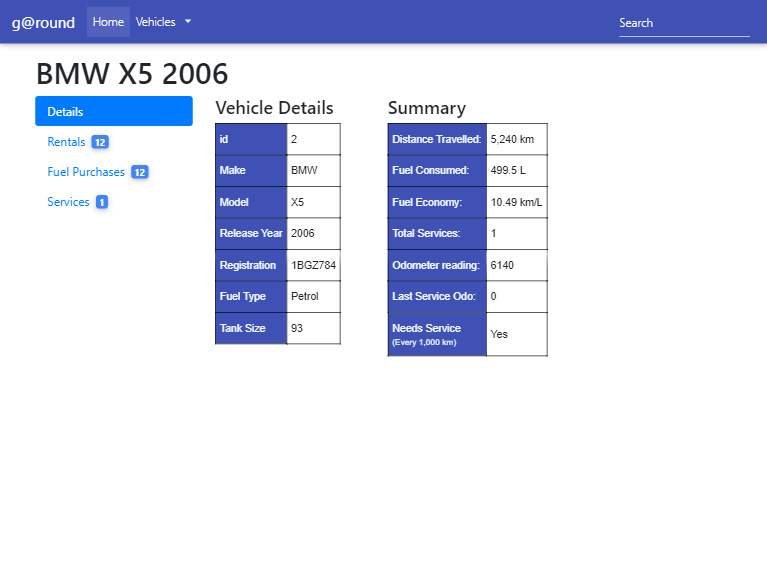 g@round Home Vehicles Search
BMW X5 2006
Details
Rentals 12
Fuel Purchases 12
Services 1
Vehicle Details
id 2
Make BMW
Model X5
Release Year 2006
Registration 1BGZ784
Fuel Type Petrol
Tank Size 93
Summary
Distance Travelled: 5,240 km
Fuel Consumed: 499.5 L
Fuel Economy: 10.49 km/L
Total Services: 1
Odometer reading: 6140
Last Service Odo: 0
Needs Service Yes
(Every 1,000 km)